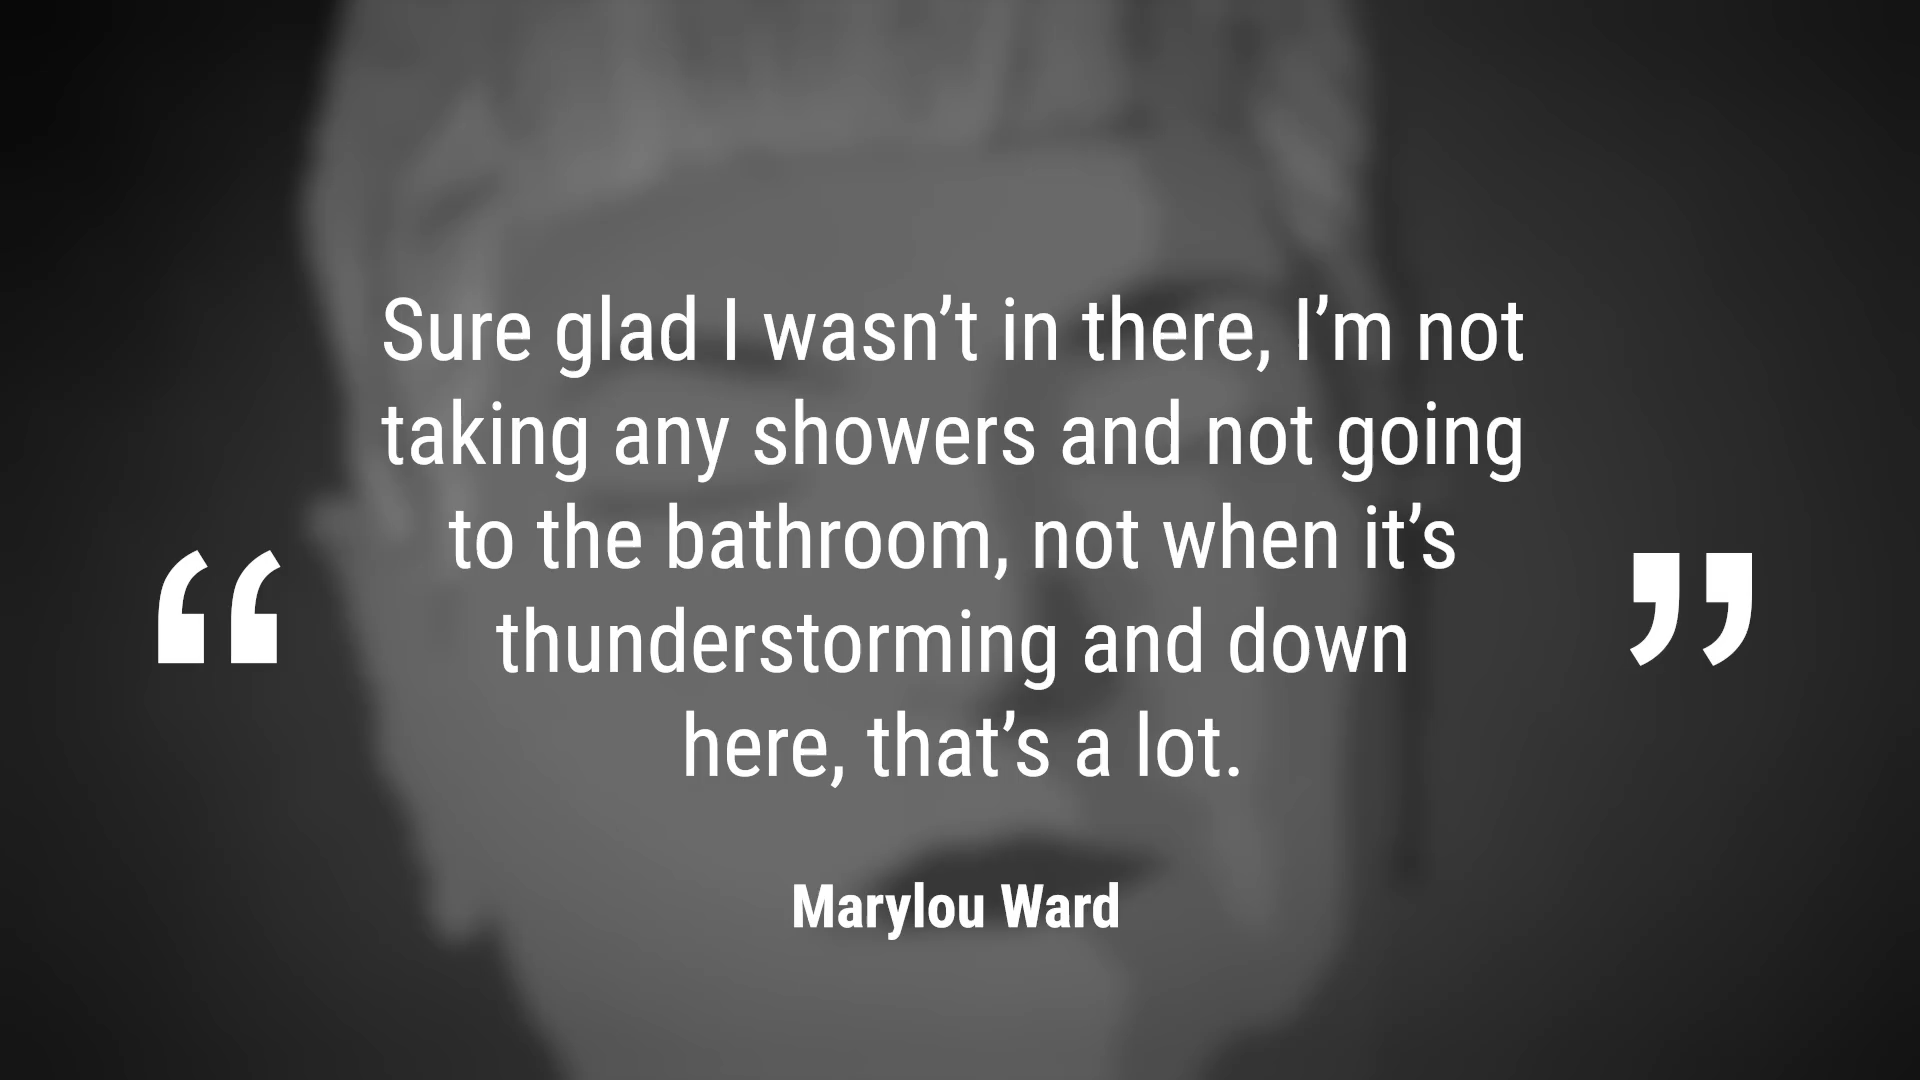 Sure glad I wasn’t in there, I’m not
taking any showers and not going
to the bathroom, not when it’s
“ thunderstorming and down ”
here, that’s a lot.
Marylou Ward